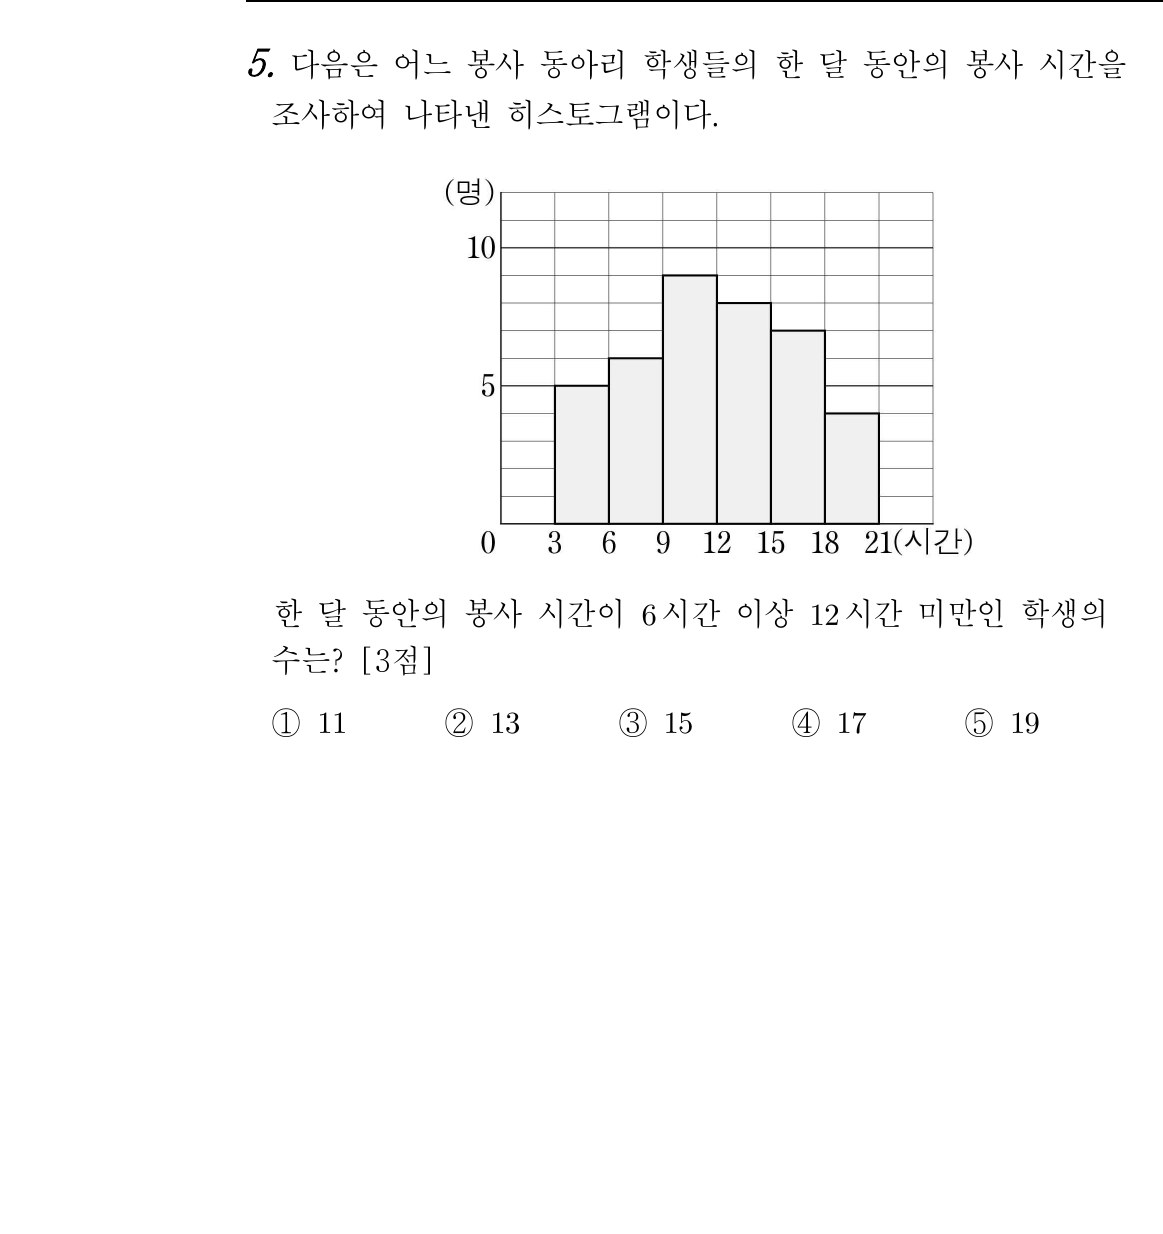 5. 다음은 어느 봉사 동아리 학생들의 한 달 동안의 봉사 시간을
조사하여 나타낸 히스토그램이다.
(명)
10
5
0 3 6 9 12 15 18 21(시간)
한 달 동안의 봉사 시간이 6시간 이상 12시간 미만인 학생의
수는? [3점]
① 11 ② 13 ③ 15 ④ 17 ⑤ 19